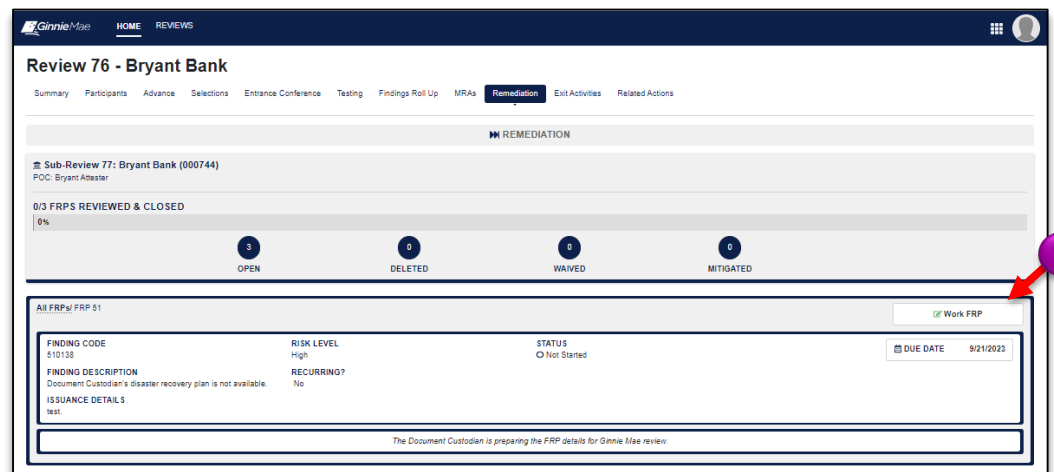 GinnieMae HOME REVIEWS
Review 76 - Bryant Bank
Summary Participants Advance Selections Entrance Conference Testing Findings Roll Up MRAs Remediation Exit Activities Related Actions
REMEDIATION
Sub-Review 77: Bryant Bank (000744)
POC: Bryant Attester
0/3 FRPS REVIEWED & CLOSED
0%
3 0 0 0
OPEN DELETED WAIVED MITIGATED
All FRPs/ FRP 51
Work FRP
FINDING CODE RISK LEVEL STATUS
510138 High Not Started
DUE DATE 9/21/2023
FINDING DESCRIPTION RECURRING?
Document Custodian's disaster recovery plan is not available. No
ISSUANCE DETAILS
test.
The Document Custodian is preparing the FRP details for Ginnie Mae review.